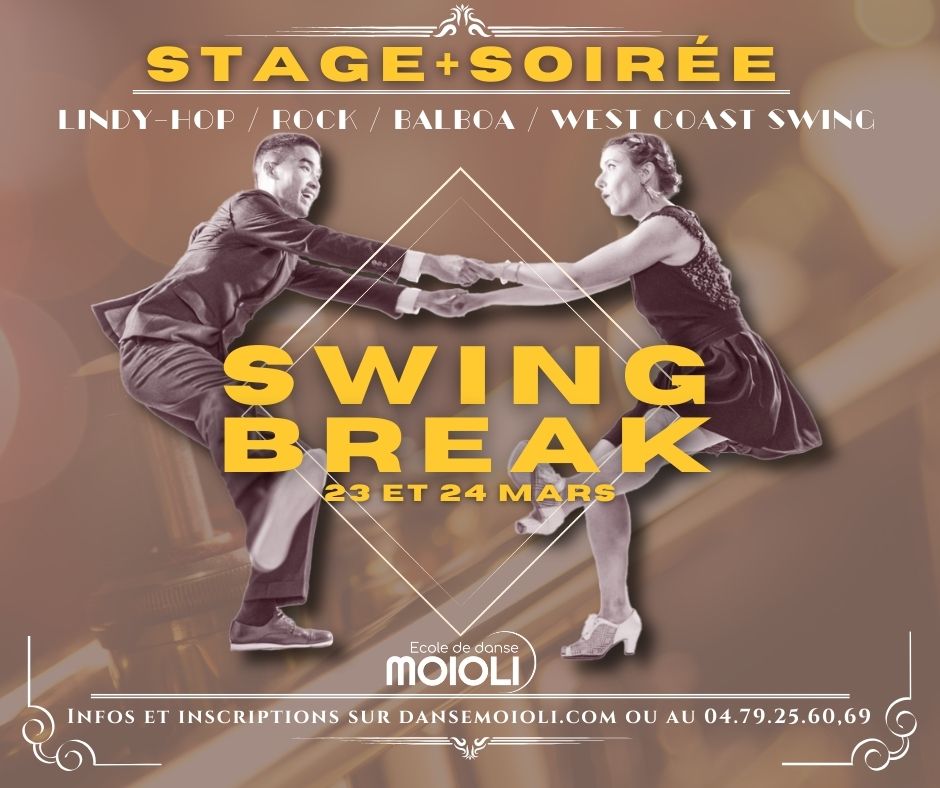 STAGE+SOIRÉE
LINDY-HOP / ROCK / BALBOA / WEST COAST SWING
SWING
BREAK
23 ET 24 MARS
Ecole de danse
MOIOLI
INFOS ET INSCRIPTIONS SUR DANSEMOIOLI.COM OU AU 04.79.25.60,69